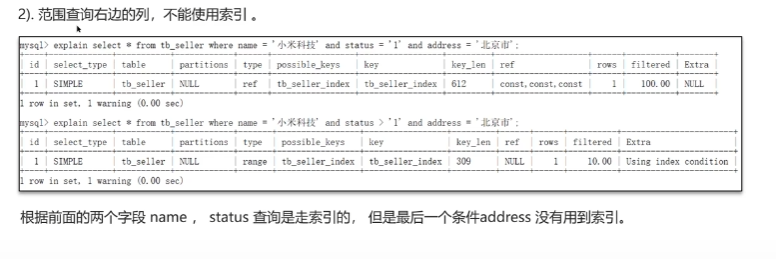 2). 范围查询右边的列，不能使用索引 。
mysql> explain select * from tb_seller where name = '小米科技' and status = '1' and address = '北京市';
| id | select_type | table | partitions | type | possible_keys | key | key_len | ref | rows | filtered | Extra |
| 1 | SIMPLE | tb_seller | NULL | ref | tb_seller_index | tb_seller_index | 612 | const,const,const | 1 | 100.00 | NULL |
1 row in set, 1 warning (0.00 sec)
mysql> explain select * from tb_seller where name = '小米科技' and status > '1' and address = '北京市';
| id | select_type | table | partitions | type | possible_keys | key | key_len | ref | rows | filtered | Extra |
| 1 | SIMPLE | tb_seller | NULL | range | tb_seller_index | tb_seller_index | 309 | NULL | 1 | 10.00 | Using index condition |
1 row in set, 1 warning (0.00 sec)
根据前面的两个字段 name ， status 查询是走索引的， 但是最后一个条件address 没有用到索引。